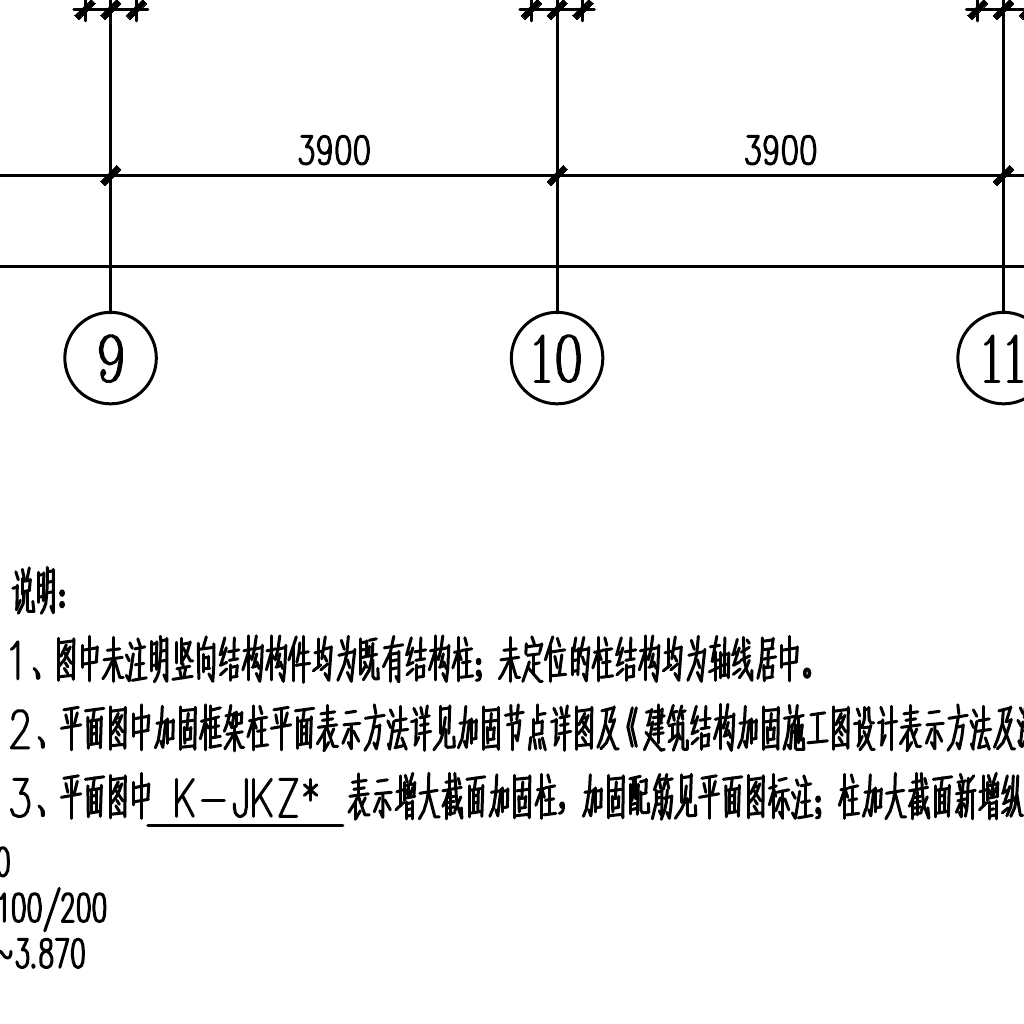 3900 3900
9 10 11
说明:
1、图中未注明竖向结构构件均为既有结构柱; 未定位的柱结构均为轴线居中。
2、平面图中加固框架柱平面表示方法详见加固节点详图及《建筑结构加固施工图设计表示方法及
3、平面图中 K-JKZ* 表示增大截面加固柱, 加固配筋见平面图标注; 柱加大截面新增纵
0
100/200
~3.870